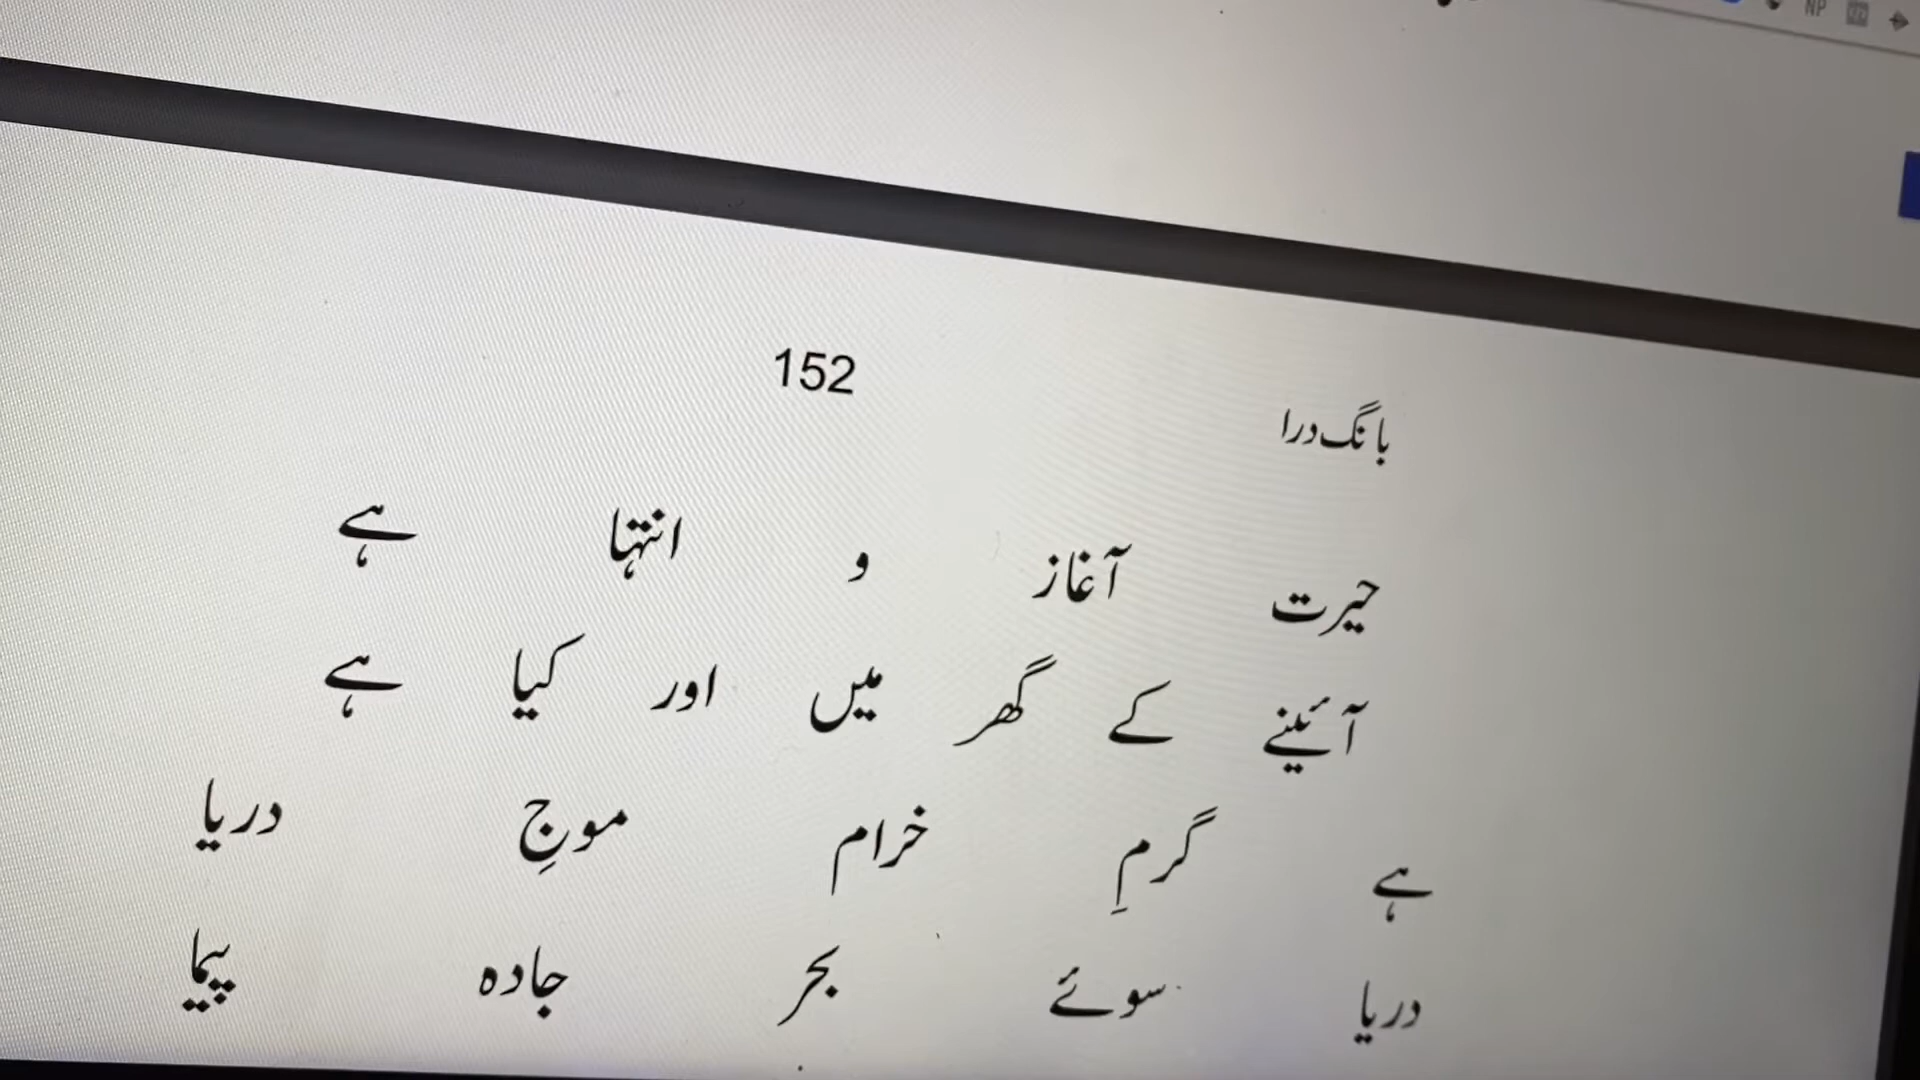 NP
152
بانگ درا
حیرت آغاز و انتہا ہے
آئینے کے گھر میں اور کیا ہے
ہے گرمِ خرام موجِ دریا
دریا سوئے بحر جادہ پیما